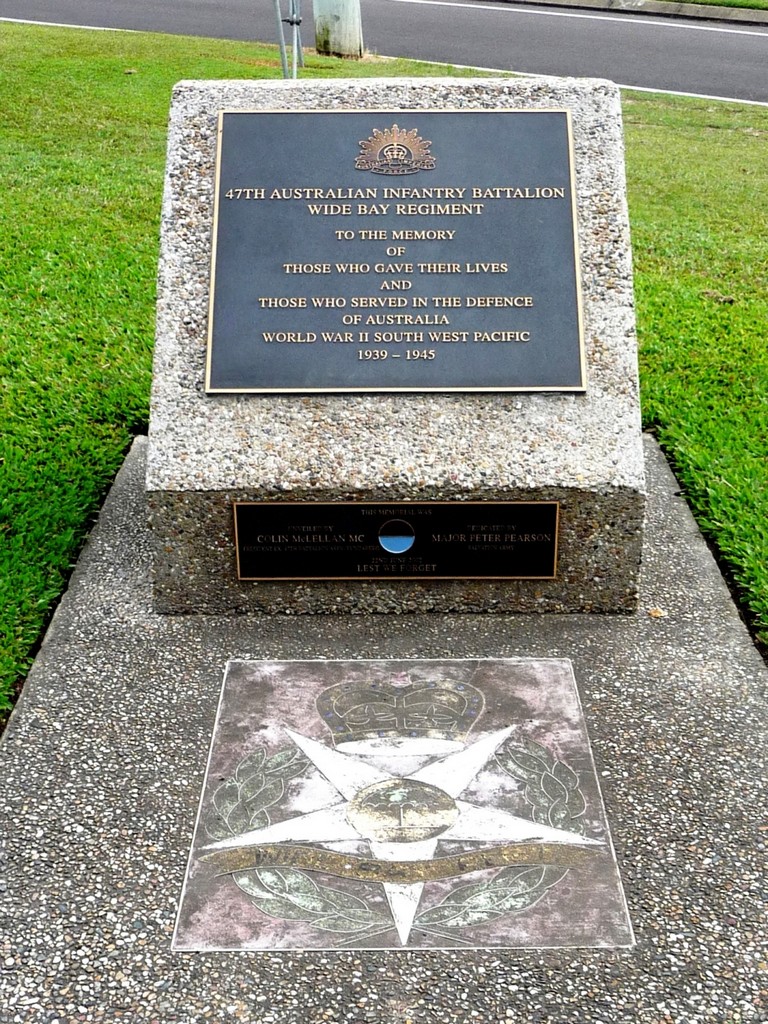 47TH AUSTRALIAN INFANTRY BATTALION
WIDE BAY REGIMENT
TO THE MEMORY
OF
THOSE WHO GAVE THEIR LIVES
AND
THOSE WHO SERVED IN THE DEFENCE
OF AUSTRALIA
WORLD WAR II SOUTH WEST PACIFIC
1939 – 1945
THIS MEMORIAL WAS
UNVEILED BY
COLIN McLELLAN MC
DEDICATED BY
MAJOR PETER PEARSON
LEST WE FORGET